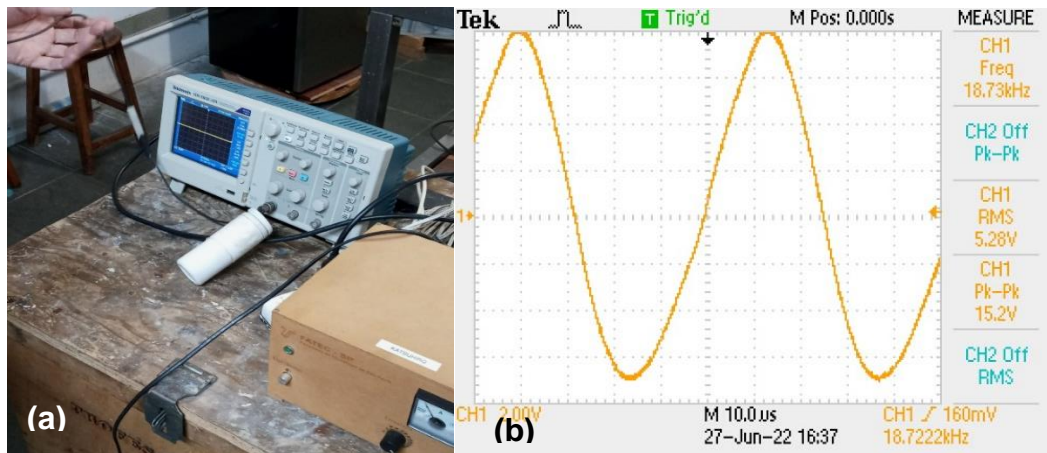 Tek
T Trig'd
M Pos: 0.000s
MEASURE
CH1
Freq
18.73kHz
CH2 Off
Pk-Pk
CH1
RMS
5.28V
CH1
Pk-Pk
15.2V
CH2 Off
RMS
1
CH1 2.00V
M 10.0us
CH1 160mV
27-Jun-22 16:37
18.7222kHz
FATEC - SP
(a)
(b)